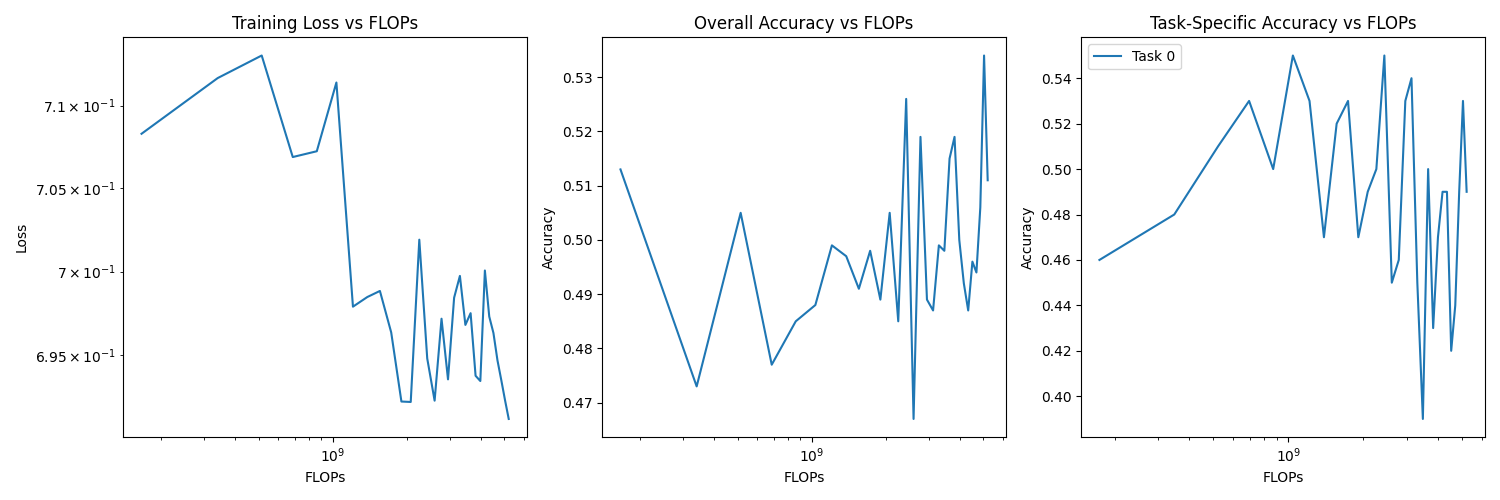 Training Loss vs FLOPs
7.1 × 10⁻¹
7.05 × 10⁻¹
7 × 10⁻¹
6.95 × 10⁻¹
Loss
10⁹
FLOPs
Overall Accuracy vs FLOPs
0.53
0.52
0.51
0.50
0.49
0.48
0.47
Accuracy
10⁹
FLOPs
Task-Specific Accuracy vs FLOPs
Task 0
0.54
0.52
0.50
0.48
0.46
0.44
0.42
0.40
Accuracy
10⁹
FLOPs